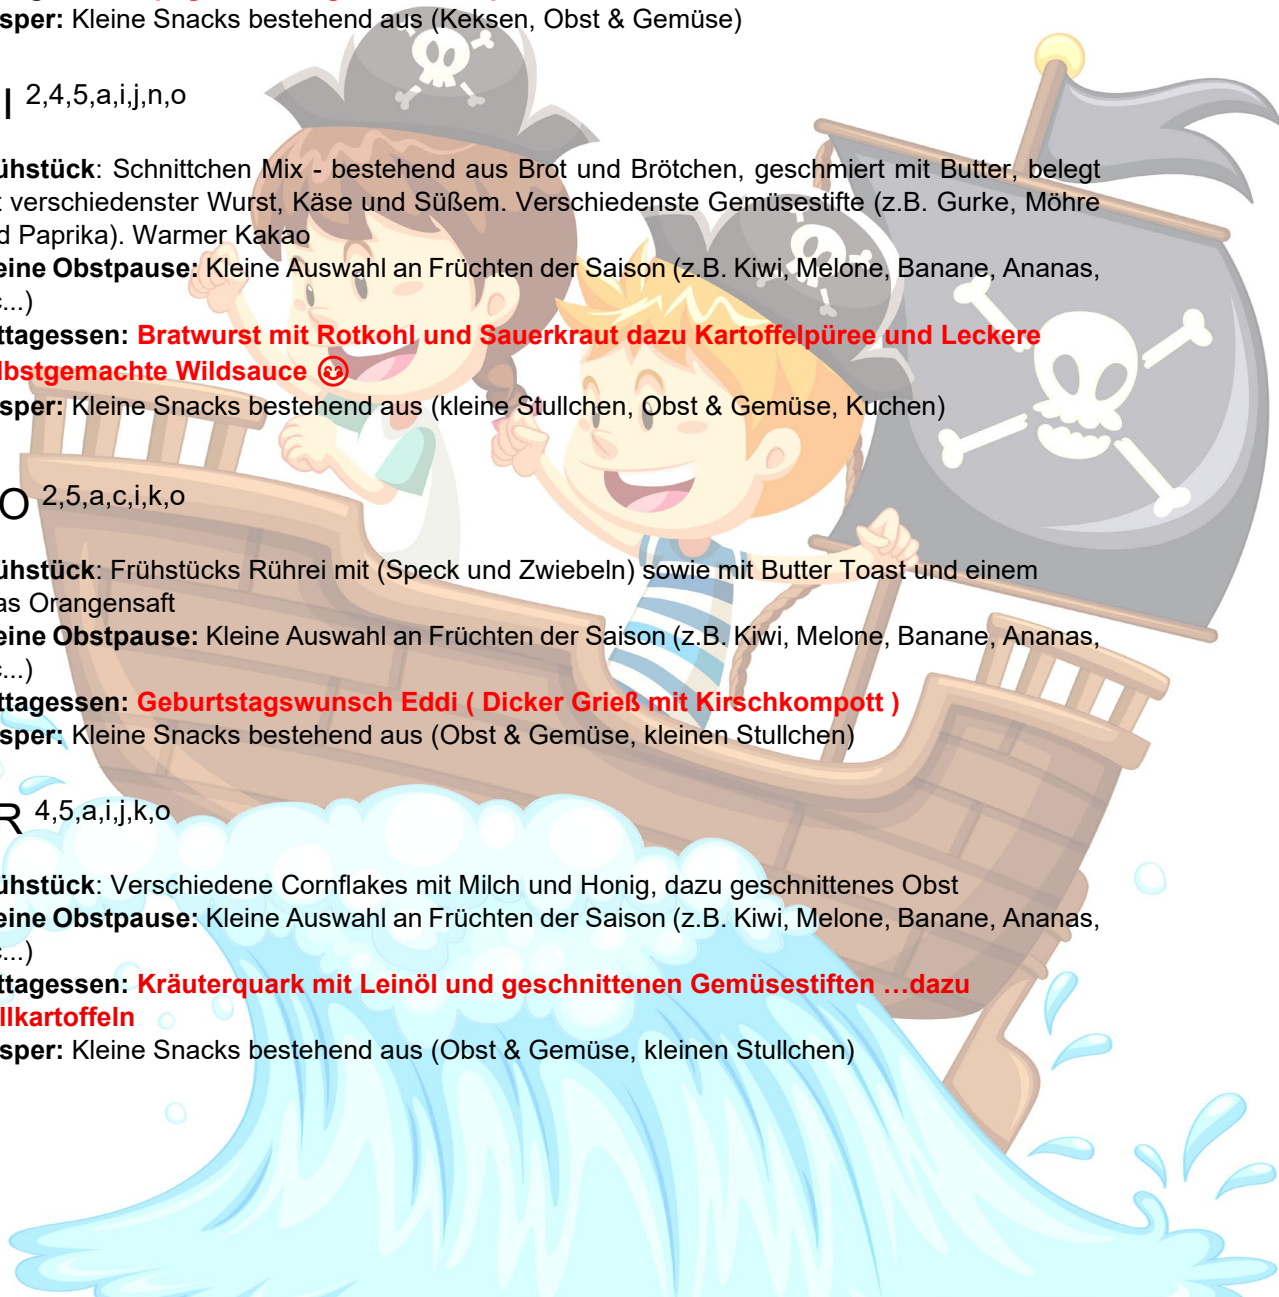 sper: Kleine Snacks bestehend aus (Keksen, Obst & Gemüse)
I 2,4,5,a,i,j,n,o
ühstück: Schnittchen Mix - bestehend aus Brot und Brötchen, geschmiert mit Butter, belegt
t verschiedenster Wurst, Käse und Süßem. Verschiedenste Gemüsestifte (z.B. Gurke, Möhre
d Paprika). Warmer Kakao
eine Obstpause: Kleine Auswahl an Früchten der Saison (z.B. Kiwi, Melone, Banane, Ananas,
c...)
ttagessen: Bratwurst mit Rotkohl und Sauerkraut dazu Kartoffelpüree und Leckere
lbstgemachte Wildsauce 😊
sper: Kleine Snacks bestehend aus (kleine Stullchen, Obst & Gemüse, Kuchen)
O 2,5,a,c,i,k,o
ühstück: Frühstücks Rührei mit (Speck und Zwiebeln) sowie mit Butter Toast und einem
as Orangensaft
eine Obstpause: Kleine Auswahl an Früchten der Saison (z.B. Kiwi, Melone, Banane, Ananas,
c...)
ttagessen: Geburtstagswunsch Eddi ( Dicker Grieß mit Kirschkompott )
sper: Kleine Snacks bestehend aus (Obst & Gemüse, kleinen Stullchen)
R 4,5,a,i,j,k,o
ühstück: Verschiedene Cornflakes mit Milch und Honig, dazu geschnittenes Obst
eine Obstpause: Kleine Auswahl an Früchten der Saison (z.B. Kiwi, Melone, Banane, Ananas,
c...)
ttagessen: Kräuterquark mit Leinöl und geschnittenen Gemüsestiften …dazu
llkartoffeln
sper: Kleine Snacks bestehend aus (Obst & Gemüse, kleinen Stullchen)